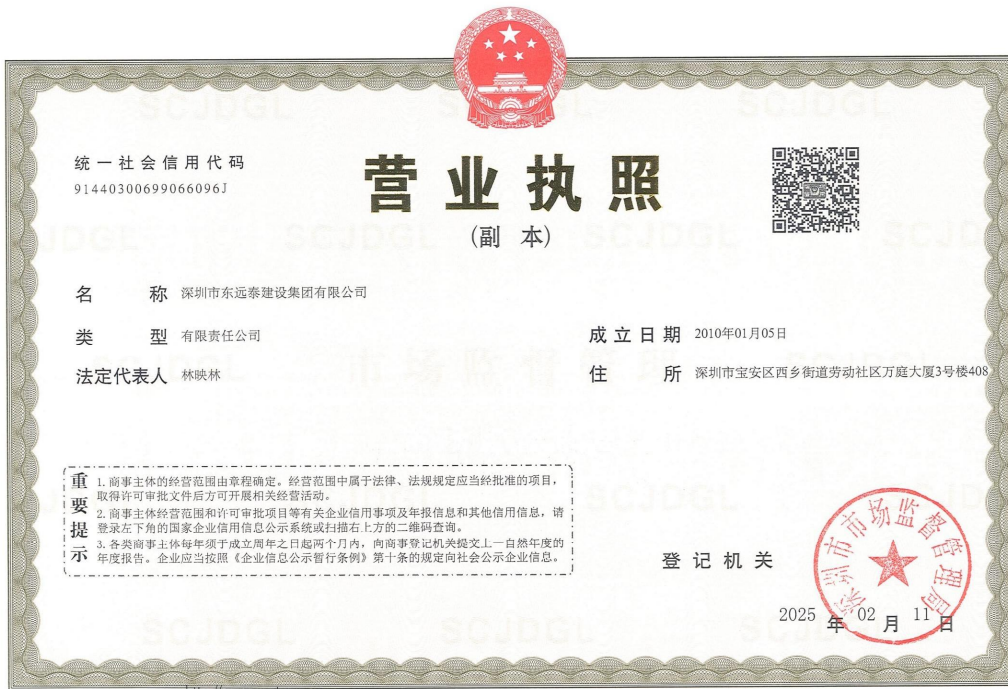 统一社会信用代码
91440300699066096J
营业执照
(副 本)
名 称 深圳市东远泰建设集团有限公司
类 型 有限责任公司
成立日期 2010年01月05日
法定代表人 林映林
住 所 深圳市宝安区西乡街道劳动社区万庭大厦3号楼408
重要提示
1. 商事主体的经营范围由章程确定。经营范围中属于法律、法规规定应当经批准的项目，
取得许可审批文件后方可开展相关经营活动。
2. 商事主体经营范围和许可审批项目等有关企业信用事项及年报信息和其他信用信息，请
登录左下角的国家企业信用信息公示系统或扫描右上方的二维码查询。
3. 各类商事主体每年须于成立周年之日起两个月内，向商事登记机关提交上一自然年度的
年度报告。企业应当按照《企业信息公示暂行条例》第十条的规定向社会公示企业信息。
登记机关
深圳市市场监督管理局
2025 年 02 月 11 日
SCJDGL
市场监督管理